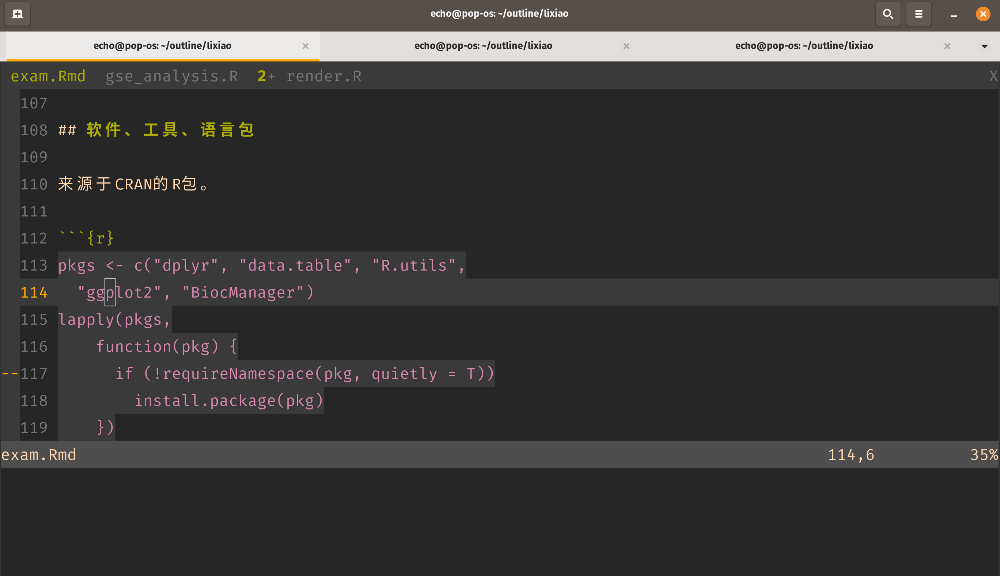 echo@pop-os: ~/outline/lixiao
echo@pop-os: ~/outline/lixiao × echo@pop-os: ~/outline/lixiao × echo@pop-os: ~/outline/lixiao ×
exam.Rmd gse_analysis.R 2+ render.R X
107
108 ## 软件、工具、语言包
109
110 来源于CRAN的R包。
111
112 ```{r}
113 pkgs <- c("dplyr", "data.table", "R.utils",
114 "ggplot2", "BiocManager")
115 lapply(pkgs,
116 function(pkg) {
--117 if (!requireNamespace(pkg, quietly = T))
118 install.package(pkg)
119 })
exam.Rmd 114,6 35%